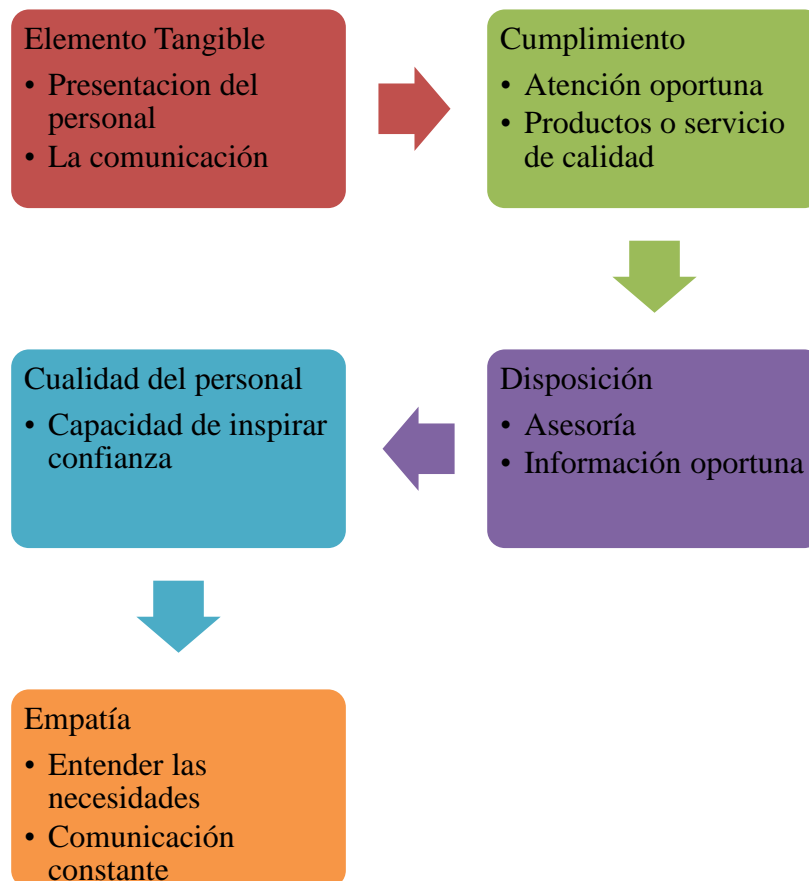 Elemento Tangible
• Presentacion del
personal
• La comunicación
Cumplimiento
• Atención oportuna
• Productos o servicio
de calidad
Disposición
• Asesoría
• Información oportuna
Cualidad del personal
• Capacidad de inspirar
confianza
Empatía
• Entender las
necesidades
• Comunicación
constante